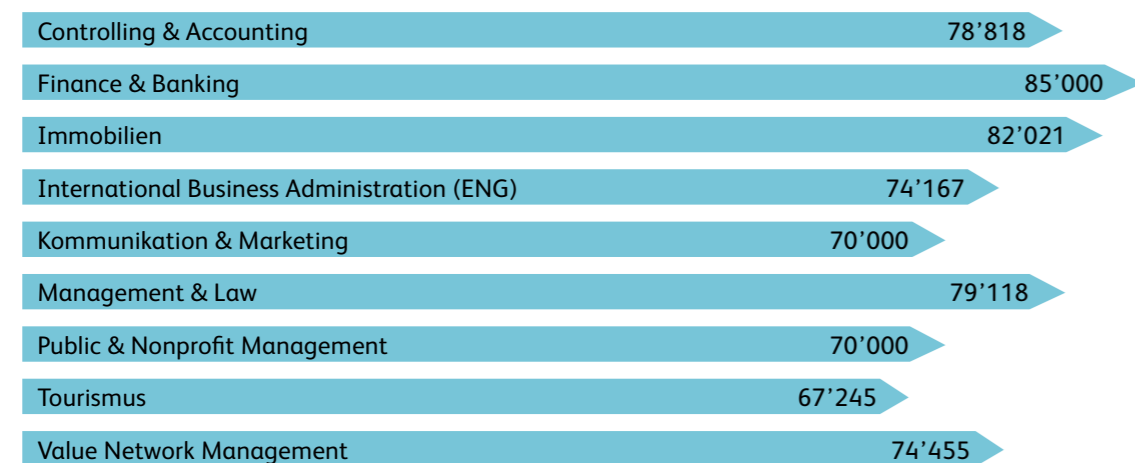 Controlling & Accounting 78’818
Finance & Banking 85’000
Immobilien 82’021
International Business Administration (ENG) 74’167
Kommunikation & Marketing 70’000
Management & Law 79’118
Public & Nonprofit Management 70’000
Tourismus 67’245
Value Network Management 74’455